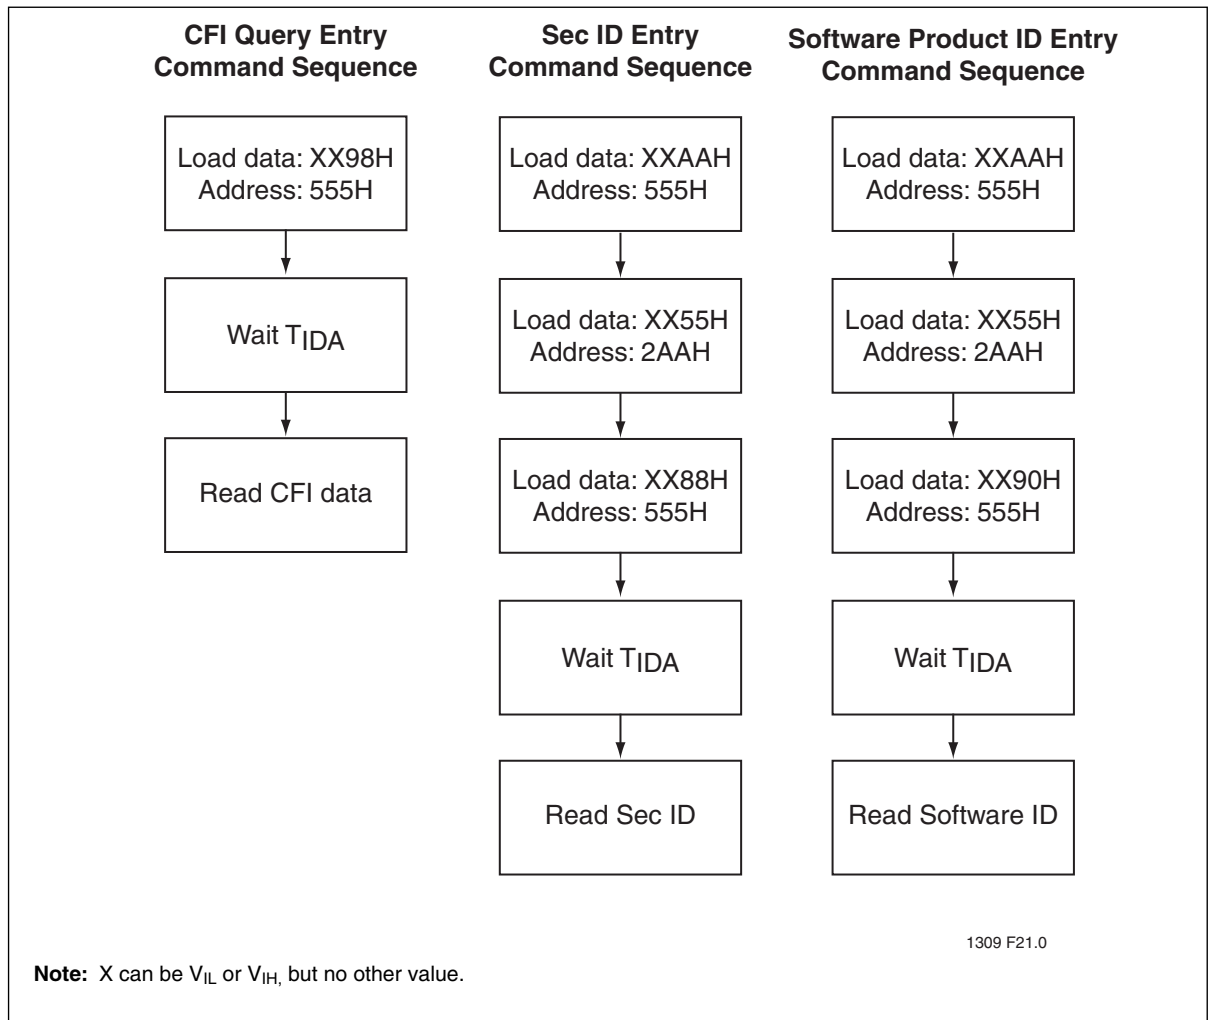 CFI Query Entry
Command Sequence
Load data: XX98H
Address: 555H
Wait TIDA
Read CFI data
Sec ID Entry
Command Sequence
Load data: XXAAH
Address: 555H
Load data: XX55H
Address: 2AAH
Load data: XX88H
Address: 555H
Wait TIDA
Read Sec ID
Software Product ID Entry
Command Sequence
Load data: XXAAH
Address: 555H
Load data: XX55H
Address: 2AAH
Load data: XX90H
Address: 555H
Wait TIDA
Read Software ID
1309 F21.0
Note: X can be VIL or VIH, but no other value.